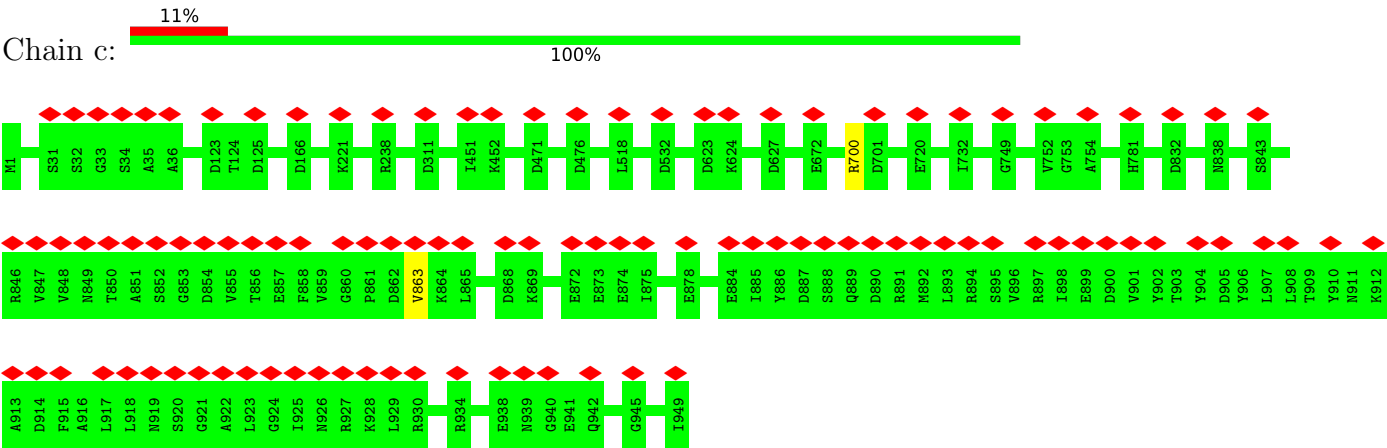 11%
Chain c:
100%
M1 S31 S32 G33 S34 A35 A36 D123 T124 D125 D166 K221 R238 D311 I451 K452 D471 D476 L518 D532 D623 K624 D627 E672 R700 D701 E720 I732 G749 V752 G753 A754 H781 D832 N838 S843
R846 V847 V848 N849 T850 A851 S852 G853 D854 V855 T856 E857 F858 V859 G860 P861 D862 V863 K864 L865 D868 K869 E872 E873 E874 I875 E878 E884 I885 Y886 D887 S888 Q889 D890 R891 M892 L893 R894 S895 V896 R897 I898 E899 D900 V901 Y902 T903 Y904 D905 Y906 L907 L908 T909 Y910 N911 K912
A913 D914 F915 A916 L917 L918 N919 S920 G921 A922 L923 G924 I925 N926 R927 K928 L929 R930 R934 E938 N939 G940 E941 Q942 G945 I949